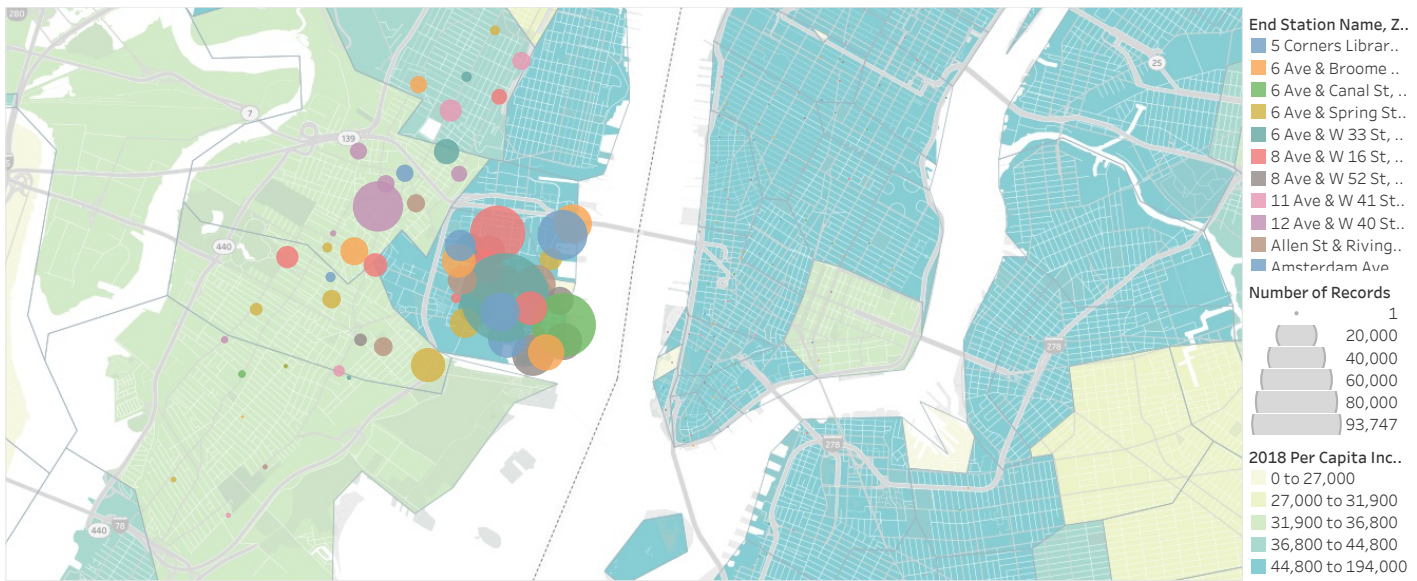 280
7
139
440
440
78
25
278
278
End Station Name, Z..
5 Corners Librar..
6 Ave & Broome ..
6 Ave & Canal St, ..
6 Ave & Spring St..
6 Ave & W 33 St, ..
8 Ave & W 16 St, ..
8 Ave & W 52 St, ..
11 Ave & W 41 St..
12 Ave & W 40 St..
Allen St & Riving..
Amsterdam Ave
Number of Records
1
20,000
40,000
60,000
80,000
93,747
2018 Per Capita Inc..
0 to 27,000
27,000 to 31,900
31,900 to 36,800
36,800 to 44,800
44,800 to 194,000